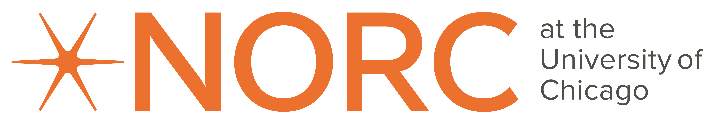 NORC
at the
University of
Chicago